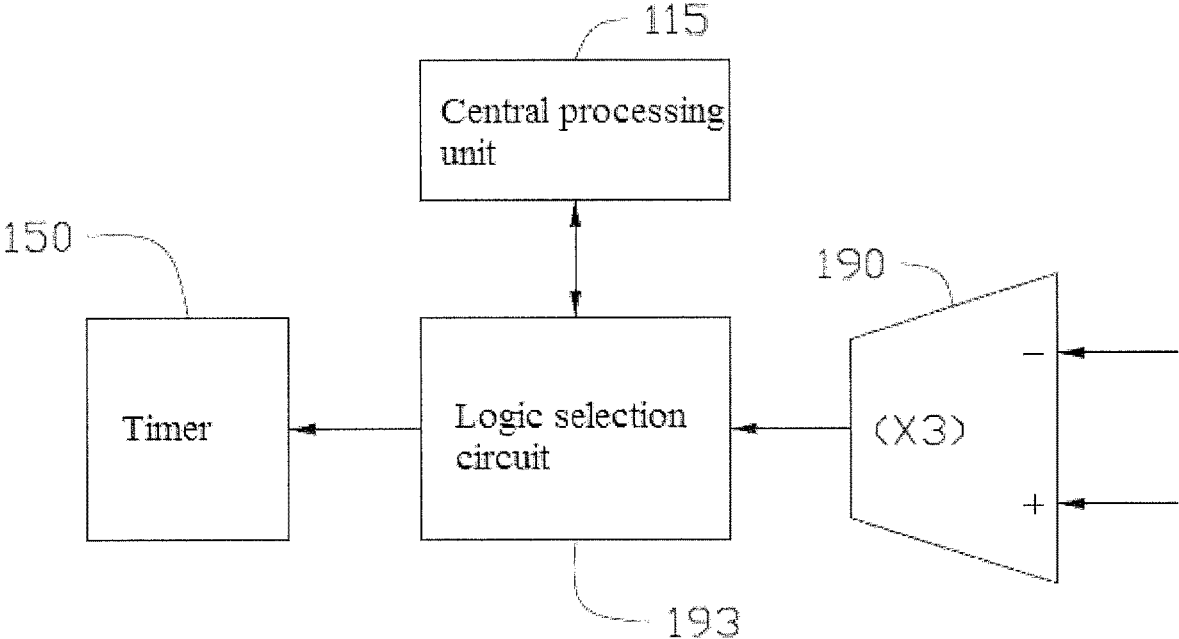 115
Central processing
unit
150
190
Timer
Logic selection
circuit
(X3)
−
+
193